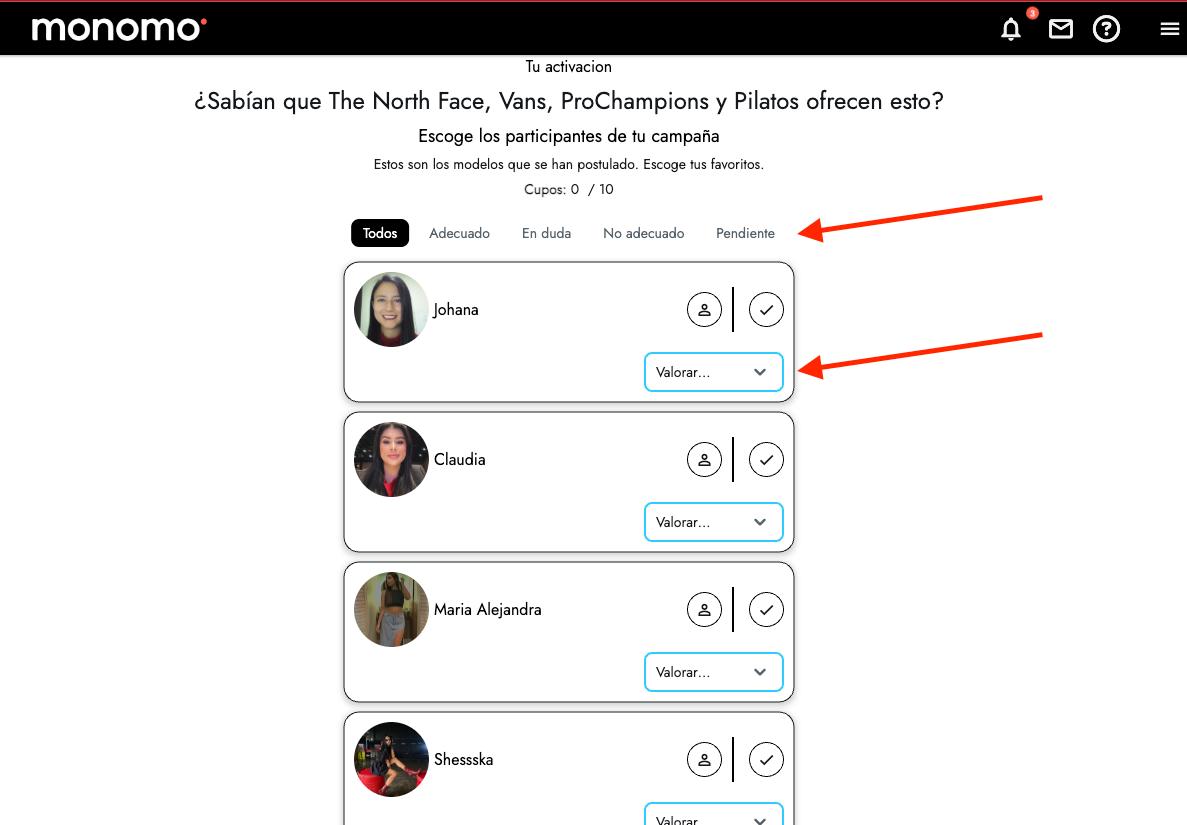 monomo
3
Tu activacion
¿Sabían que The North Face, Vans, ProChampions y Pilatos ofrecen esto?
Escoge los participantes de tu campaña
Estos son los modelos que se han postulado. Escoge tus favoritos.
Cupos: 0 / 10
Todos Adecuado En duda No adecuado Pendiente
Johana
Valorar...
Claudia
Valorar...
Maria Alejandra
Valorar...
Shessska
Valorar...